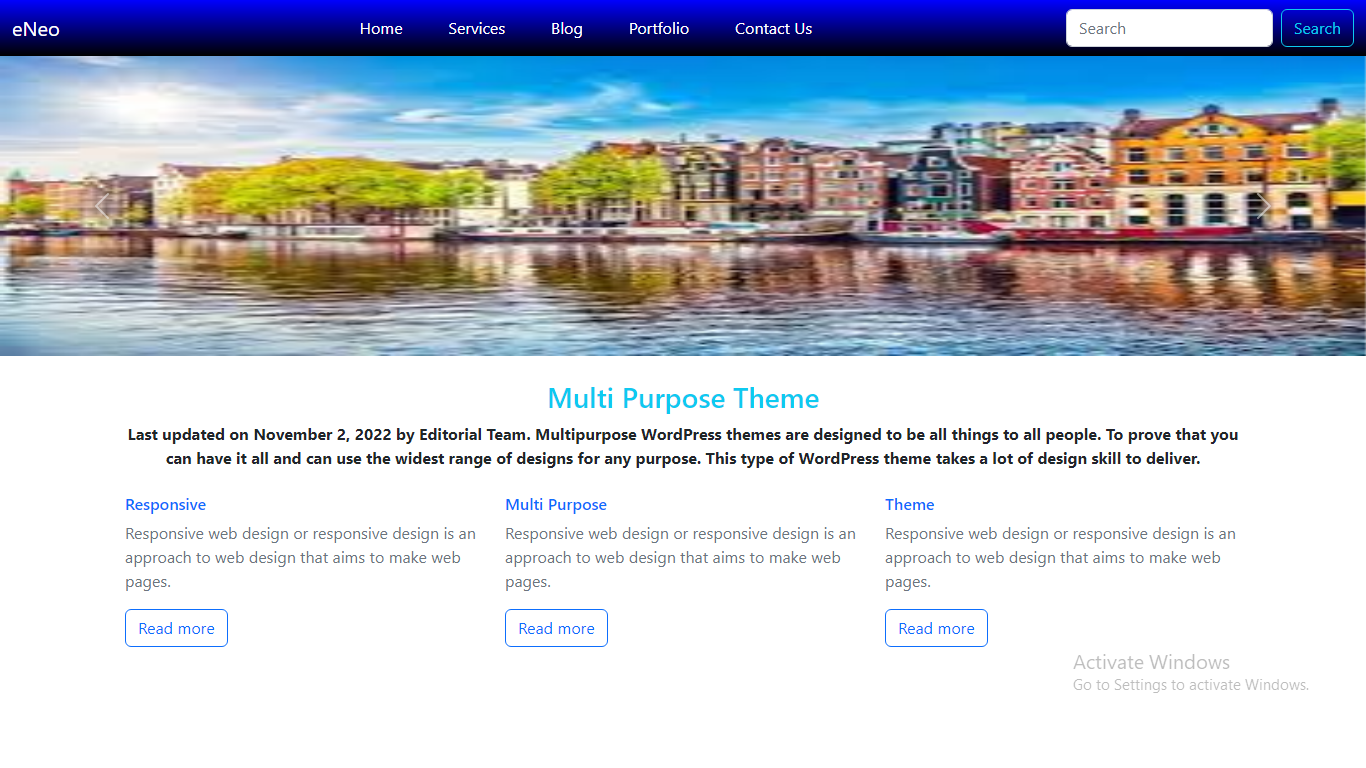 eNeo
Home Services Blog Portfolio Contact Us
Search Search
Multi Purpose Theme
Last updated on November 2, 2022 by Editorial Team. Multipurpose WordPress themes are designed to be all things to all people. To prove that you
can have it all and can use the widest range of designs for any purpose. This type of WordPress theme takes a lot of design skill to deliver.
Responsive
Responsive web design or responsive design is an
approach to web design that aims to make web
pages.
Read more
Multi Purpose
Responsive web design or responsive design is an
approach to web design that aims to make web
pages.
Read more
Theme
Responsive web design or responsive design is an
approach to web design that aims to make web
pages.
Read more
Activate Windows
Go to Settings to activate Windows.